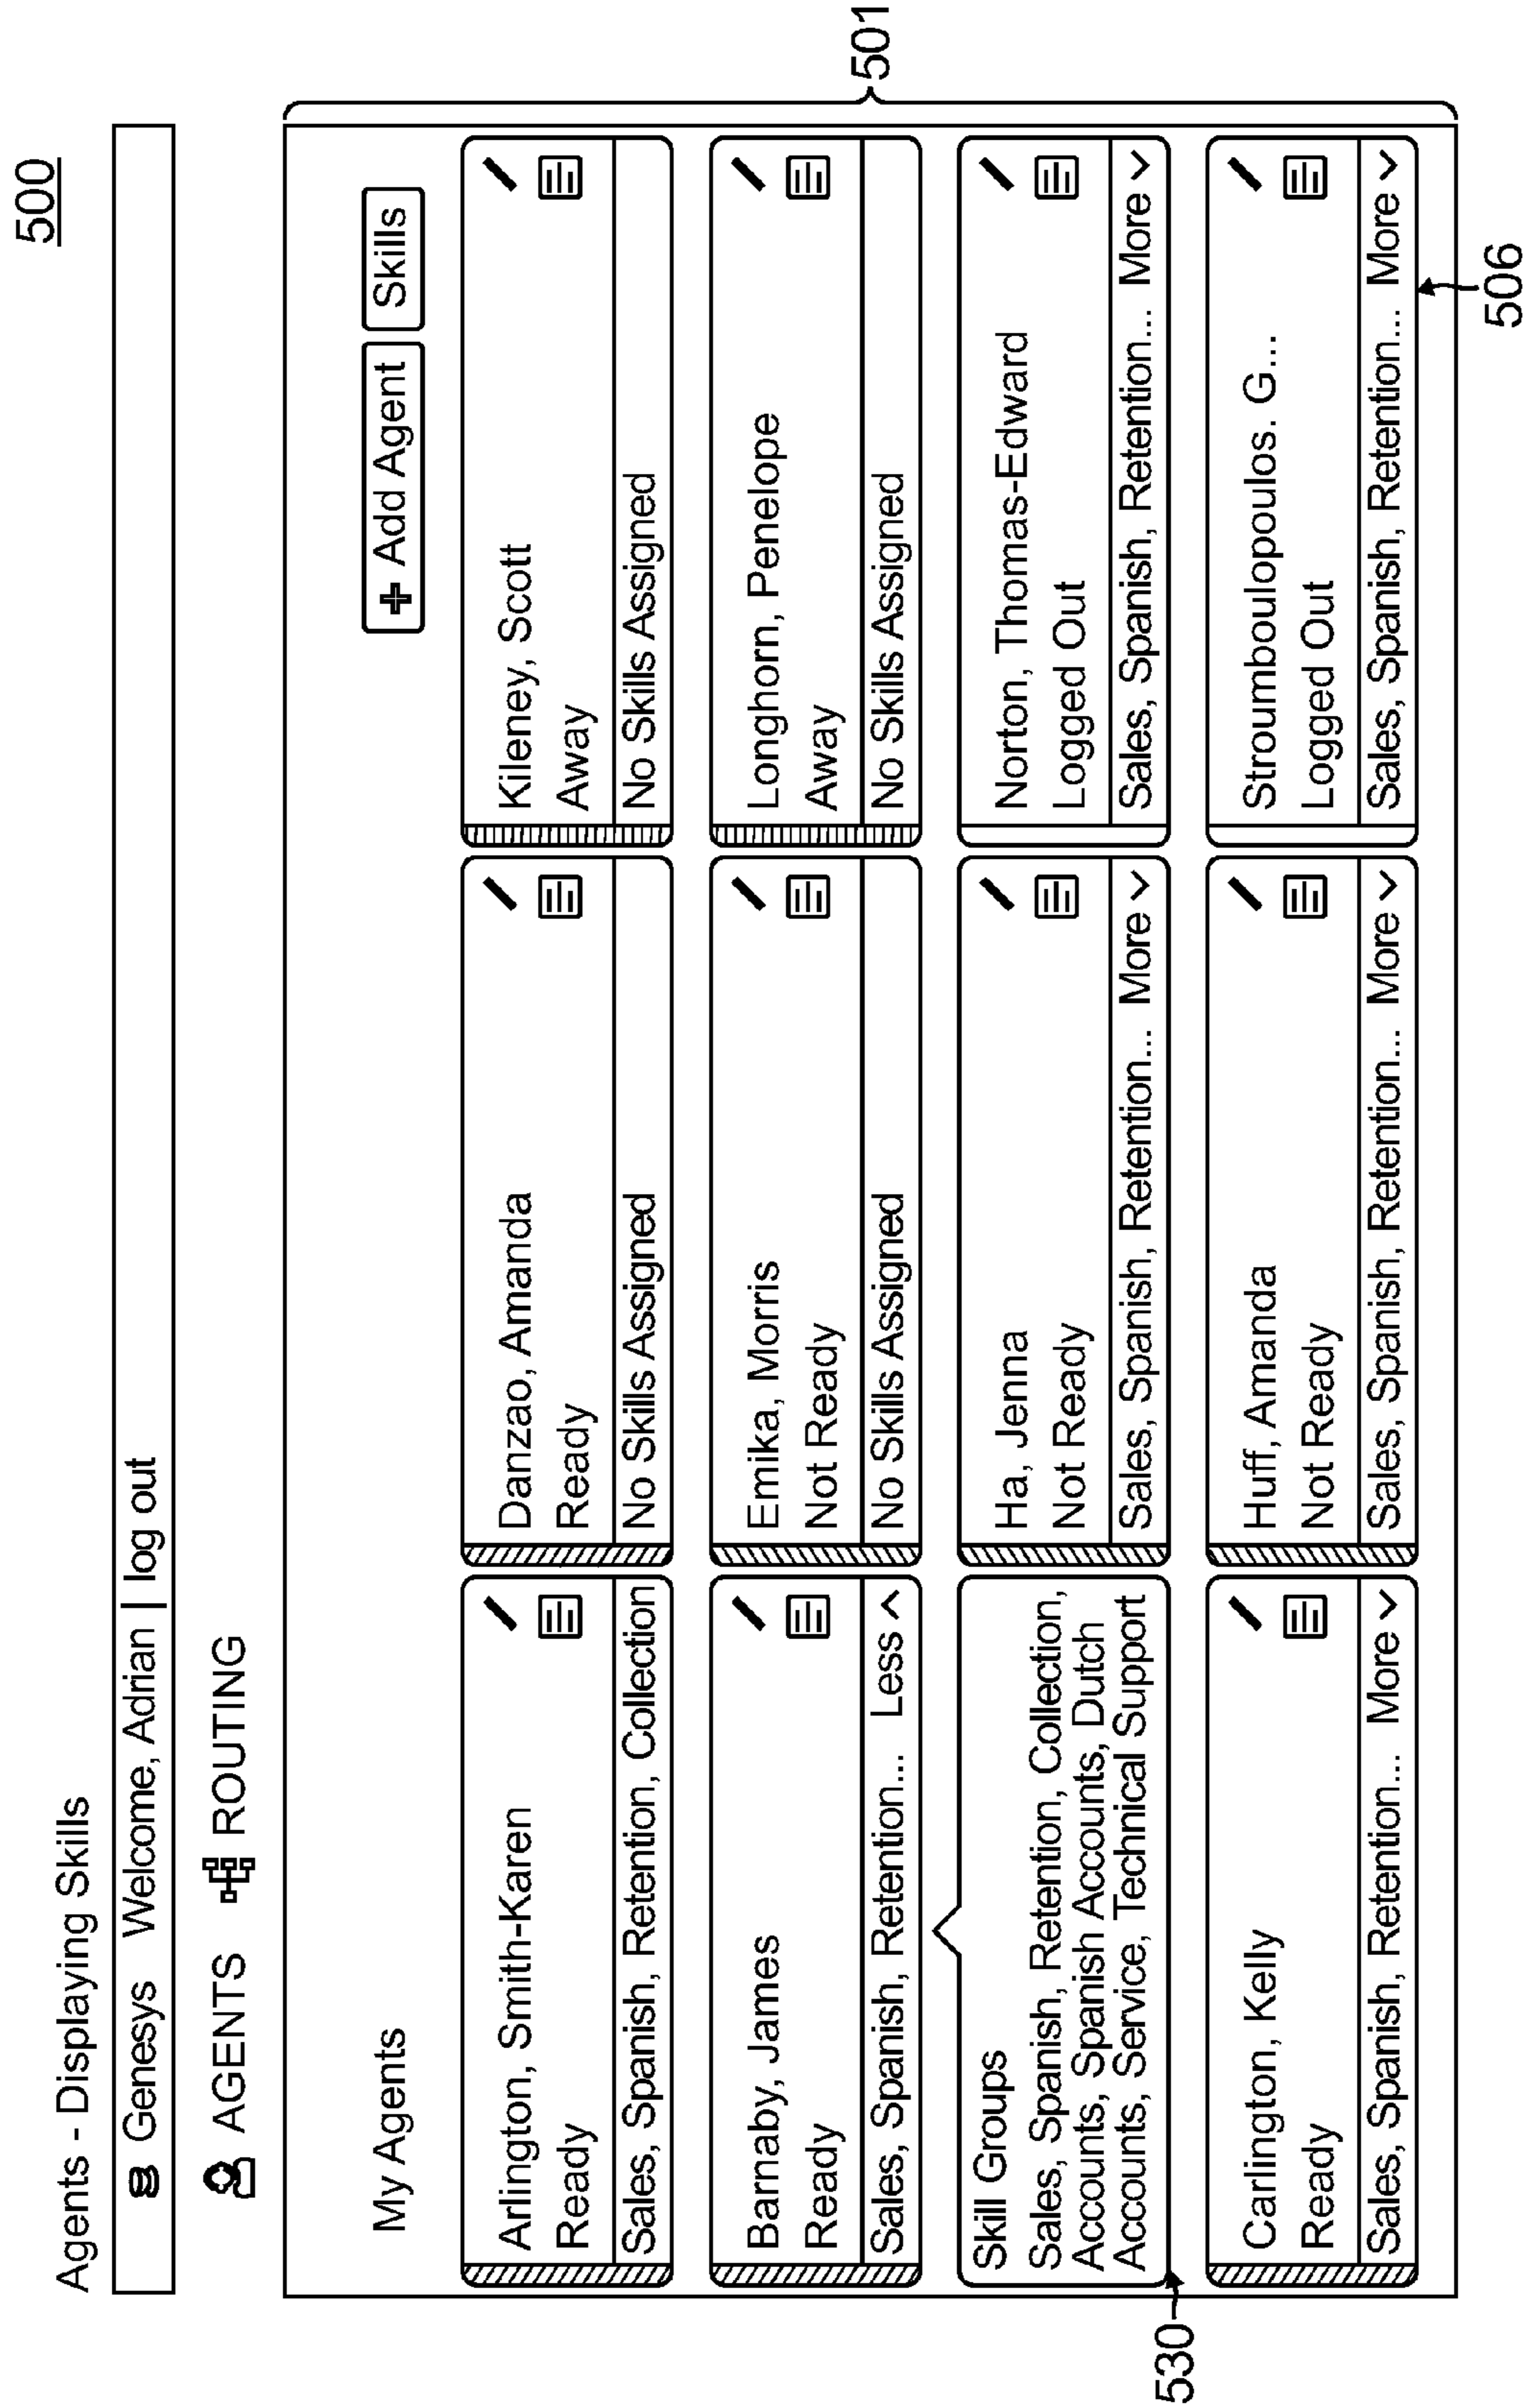 500
Agents - Displaying Skills
Genesys Welcome, Adrian | log out
AGENTS ROUTING
My Agents
+ Add Agent Skills
Arlington, Smith-Karen
Ready
Sales, Spanish, Retention, Collection
Danzao, Amanda
Ready
No Skills Assigned
Kileney, Scott
Away
No Skills Assigned
Barnaby, James
Ready
Sales, Spanish, Retention... Less
Emika, Morris
Not Ready
No Skills Assigned
Longhorn, Penelope
Away
No Skills Assigned
Skill Groups
Sales, Spanish, Retention, Collection,
Accounts, Spanish Accounts, Dutch
Accounts, Service, Technical Support
Ha, Jenna
Not Ready
Sales, Spanish, Retention... More
Norton, Thomas-Edward
Logged Out
Sales, Spanish, Retention... More
Carlington, Kelly
Ready
Sales, Spanish, Retention... More
Huff, Amanda
Not Ready
Sales, Spanish, Retention... More
Stroumboulopoulos. G...
Logged Out
Sales, Spanish, Retention... More
501
530
506